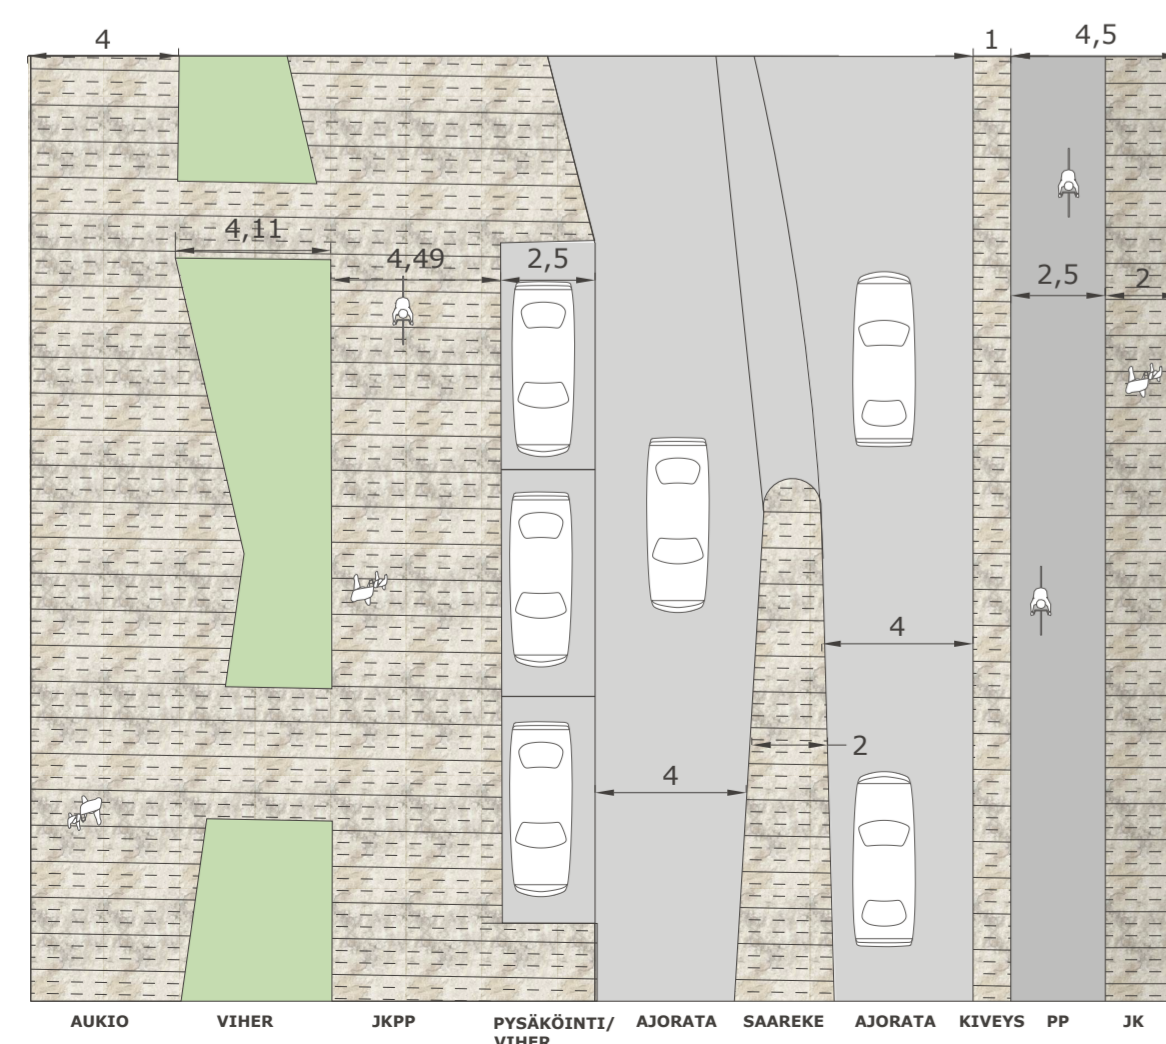 4
1
4,5
4,11
4,49
2,5
2,5
2
4
2
4
AUKIO
VIHER
JKPP
PYSÄKÖINTI/
VIHER
AJORATA
SAAREKE
AJORATA
KIVEYS
PP
JK